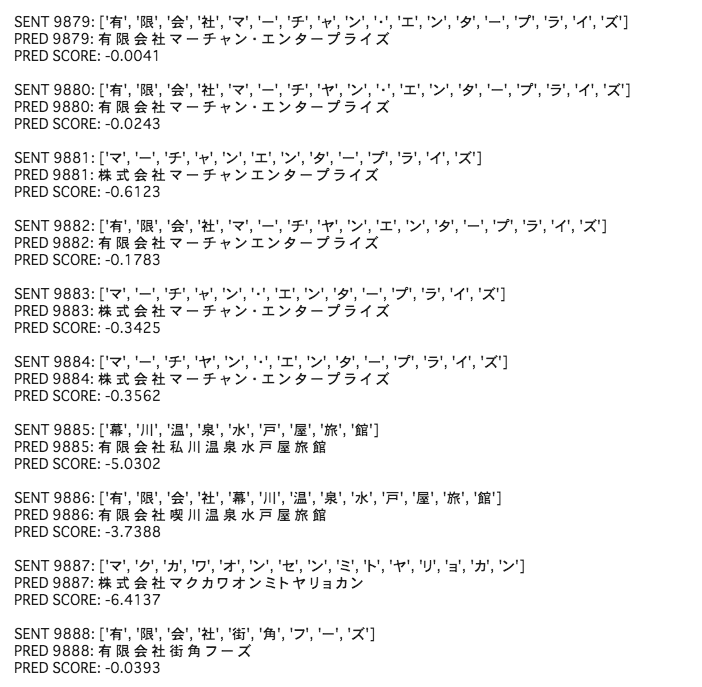 SENT 9879: ['有', '限', '会', '社', 'マ', 'ー', 'チ', 'ャ', 'ン', '・', 'エ', 'ン', 'タ', 'ー', 'プ', 'ラ', 'イ', 'ズ']
PRED 9879: 有 限 会 社 マ ー チ ャ ン ・ エ ン タ ー プ ラ イ ズ
PRED SCORE: -0.0041
SENT 9880: ['有', '限', '会', '社', 'マ', 'ー', 'チ', 'ヤ', 'ン', '・', 'エ', 'ン', 'タ', 'ー', 'プ', 'ラ', 'イ', 'ズ']
PRED 9880: 有 限 会 社 マ ー チ ャ ン ・ エ ン タ ー プ ラ イ ズ
PRED SCORE: -0.0243
SENT 9881: ['マ', 'ー', 'チ', 'ャ', 'ン', 'エ', 'ン', 'タ', 'ー', 'プ', 'ラ', 'イ', 'ズ']
PRED 9881: 株 式 会 社 マ ー チ ャ ン エ ン タ ー プ ラ イ ズ
PRED SCORE: -0.6123
SENT 9882: ['有', '限', '会', '社', 'マ', 'ー', 'チ', 'ヤ', 'ン', 'エ', 'ン', 'タ', 'ー', 'プ', 'ラ', 'イ', 'ズ']
PRED 9882: 有 限 会 社 マ ー チ ャ ン エ ン タ ー プ ラ イ ズ
PRED SCORE: -0.1783
SENT 9883: ['マ', 'ー', 'チ', 'ャ', 'ン', '・', 'エ', 'ン', 'タ', 'ー', 'プ', 'ラ', 'イ', 'ズ']
PRED 9883: 株 式 会 社 マ ー チ ャ ン ・ エ ン タ ー プ ラ イ ズ
PRED SCORE: -0.3425
SENT 9884: ['マ', 'ー', 'チ', 'ヤ', 'ン', '・', 'エ', 'ン', 'タ', 'ー', 'プ', 'ラ', 'イ', 'ズ']
PRED 9884: 株 式 会 社 マ ー チ ャ ン ・ エ ン タ ー プ ラ イ ズ
PRED SCORE: -0.3562
SENT 9885: ['幕', '川', '温', '泉', '水', '戸', '屋', '旅', '館']
PRED 9885: 有 限 会 社 私 川 温 泉 水 戸 屋 旅 館
PRED SCORE: -5.0302
SENT 9886: ['有', '限', '会', '社', '幕', '川', '温', '泉', '水', '戸', '屋', '旅', '館']
PRED 9886: 有 限 会 社 喫 川 温 泉 水 戸 屋 旅 館
PRED SCORE: -3.7388
SENT 9887: ['マ', 'ク', 'カ', 'ワ', 'オ', 'ン', 'セ', 'ン', 'ミ', 'ト', 'ヤ', 'リ', 'ョ', 'カ', 'ン']
PRED 9887: 株 式 会 社 マ ク カ ワ オ ン ミ ト ヤ リ ョ カ ン
PRED SCORE: -6.4137
SENT 9888: ['有', '限', '会', '社', '街', '角', 'フ', 'ー', 'ズ']
PRED 9888: 有 限 会 社 街 角 フ ー ズ
PRED SCORE: -0.0393